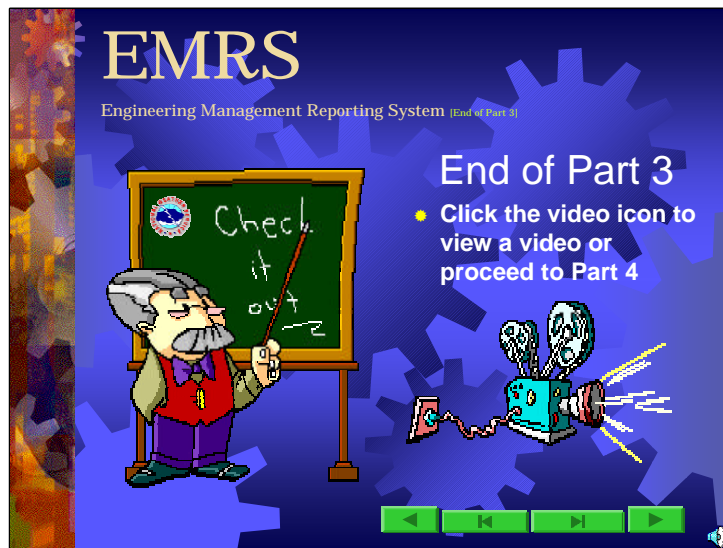 EMRS
Engineering Management Reporting System [End of Part 3]
Check
it
out
End of Part 3
Click the video icon to
view a video or
proceed to Part 4